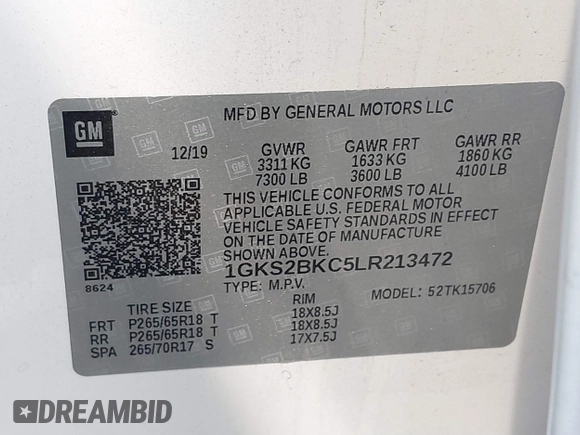 MFD BY GENERAL MOTORS LLC
GM
12/19
GVWR GAWR FRT GAWR RR
3311 KG 1633 KG 1860 KG
7300 LB 3600 LB 4100 LB
THIS VEHICLE CONFORMS TO ALL
APPLICABLE U.S. FEDERAL MOTOR
VEHICLE SAFETY STANDARDS IN EFFECT
ON THE DATE OF MANUFACTURE
SHOWN ABOVE.
1GKS2BKC5LR213472
8624
TYPE: M.P.V. MODEL: 52TK15706
TIRE SIZE RIM
FRT P265/65R18 T 18X8.5J
RR P265/65R18 T 18X8.5J
SPA 265/70R17 S 17X7.5J
DREAMBID